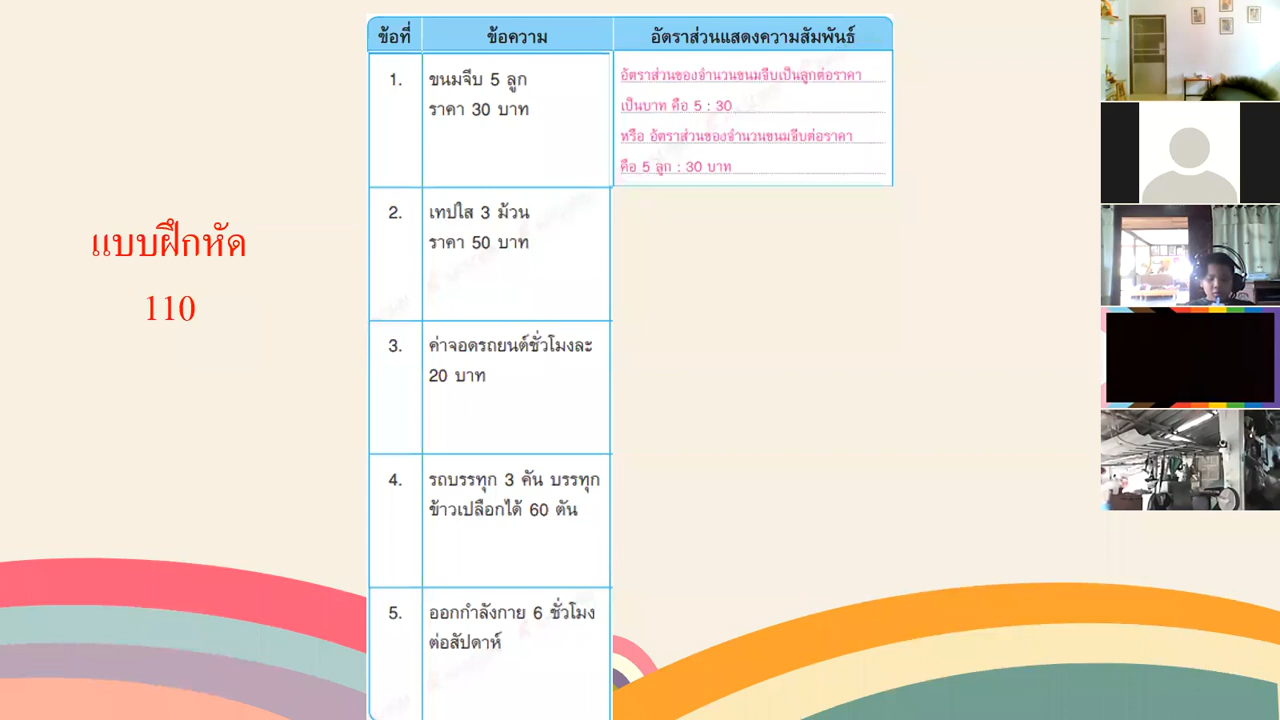 แบบฝึกหัด
110
ข้อที่ ข้อความ อัตราส่วนแสดงความสัมพันธ์
1. ขนมจีบ 5 ลูก
ราคา 30 บาท
อัตราส่วนของจำนวนขนมจีบเป็นลูกต่อราคา
เป็นบาท คือ 5 : 30
หรือ อัตราส่วนของจำนวนขนมจีบต่อราคา
คือ 5 ลูก : 30 บาท
2. เทปใส 3 ม้วน
ราคา 50 บาท
3. ค่าจอดรถยนต์ชั่วโมงละ
20 บาท
4. รถบรรทุก 3 คัน บรรทุก
ข้าวเปลือกได้ 60 ตัน
5. ออกกำลังกาย 6 ชั่วโมง
ต่อสัปดาห์